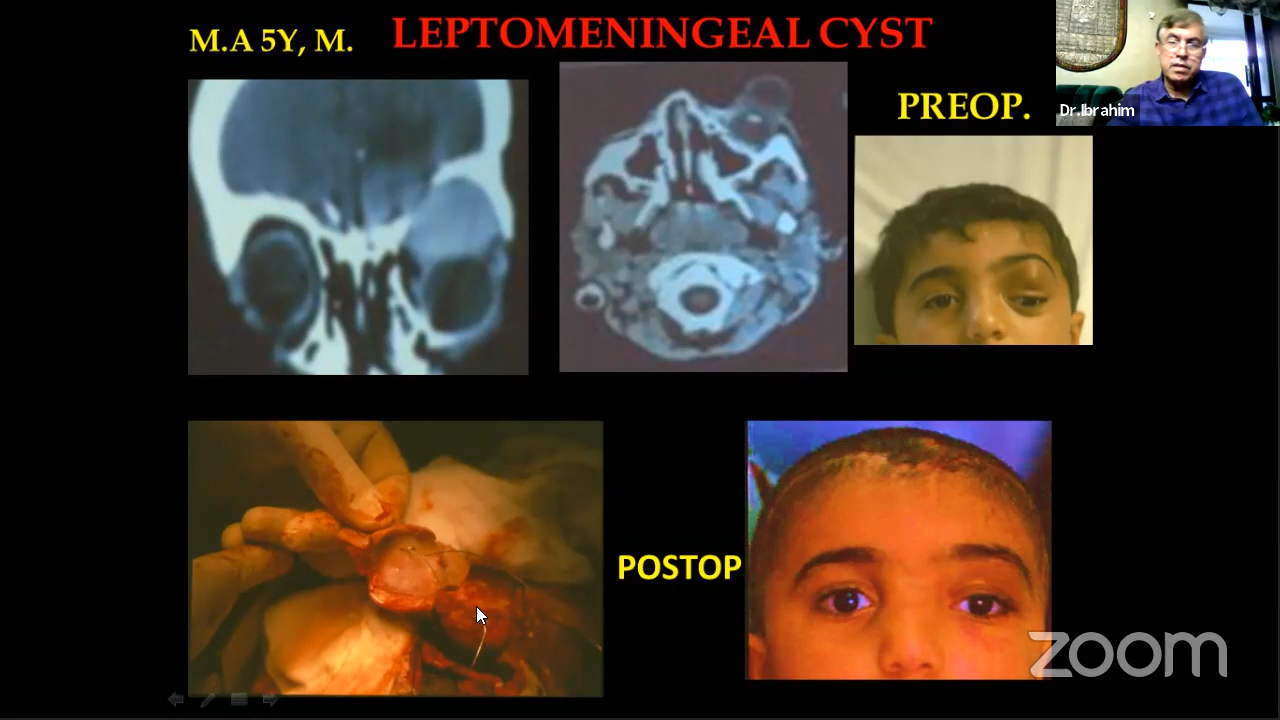 M.A 5Y, M.
LEPTOMENINGEAL CYST
PREOP.
Dr.Ibrahim
POSTOP
zoom